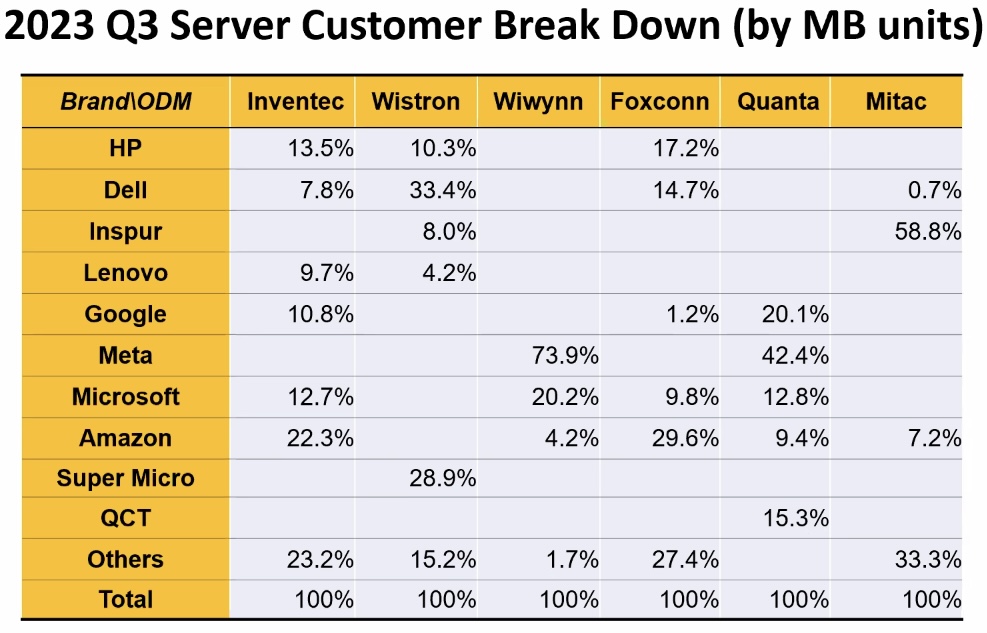 2023 Q3 Server Customer Break Down (by MB units)
Brand\ODM Inventec Wistron Wiwynn Foxconn Quanta Mitac
HP 13.5% 10.3% 17.2%
Dell 7.8% 33.4% 14.7% 0.7%
Inspur 8.0% 58.8%
Lenovo 9.7% 4.2%
Google 10.8% 1.2% 20.1%
Meta 73.9% 42.4%
Microsoft 12.7% 20.2% 9.8% 12.8%
Amazon 22.3% 4.2% 29.6% 9.4% 7.2%
Super Micro 28.9%
QCT 15.3%
Others 23.2% 15.2% 1.7% 27.4% 33.3%
Total 100% 100% 100% 100% 100% 100%